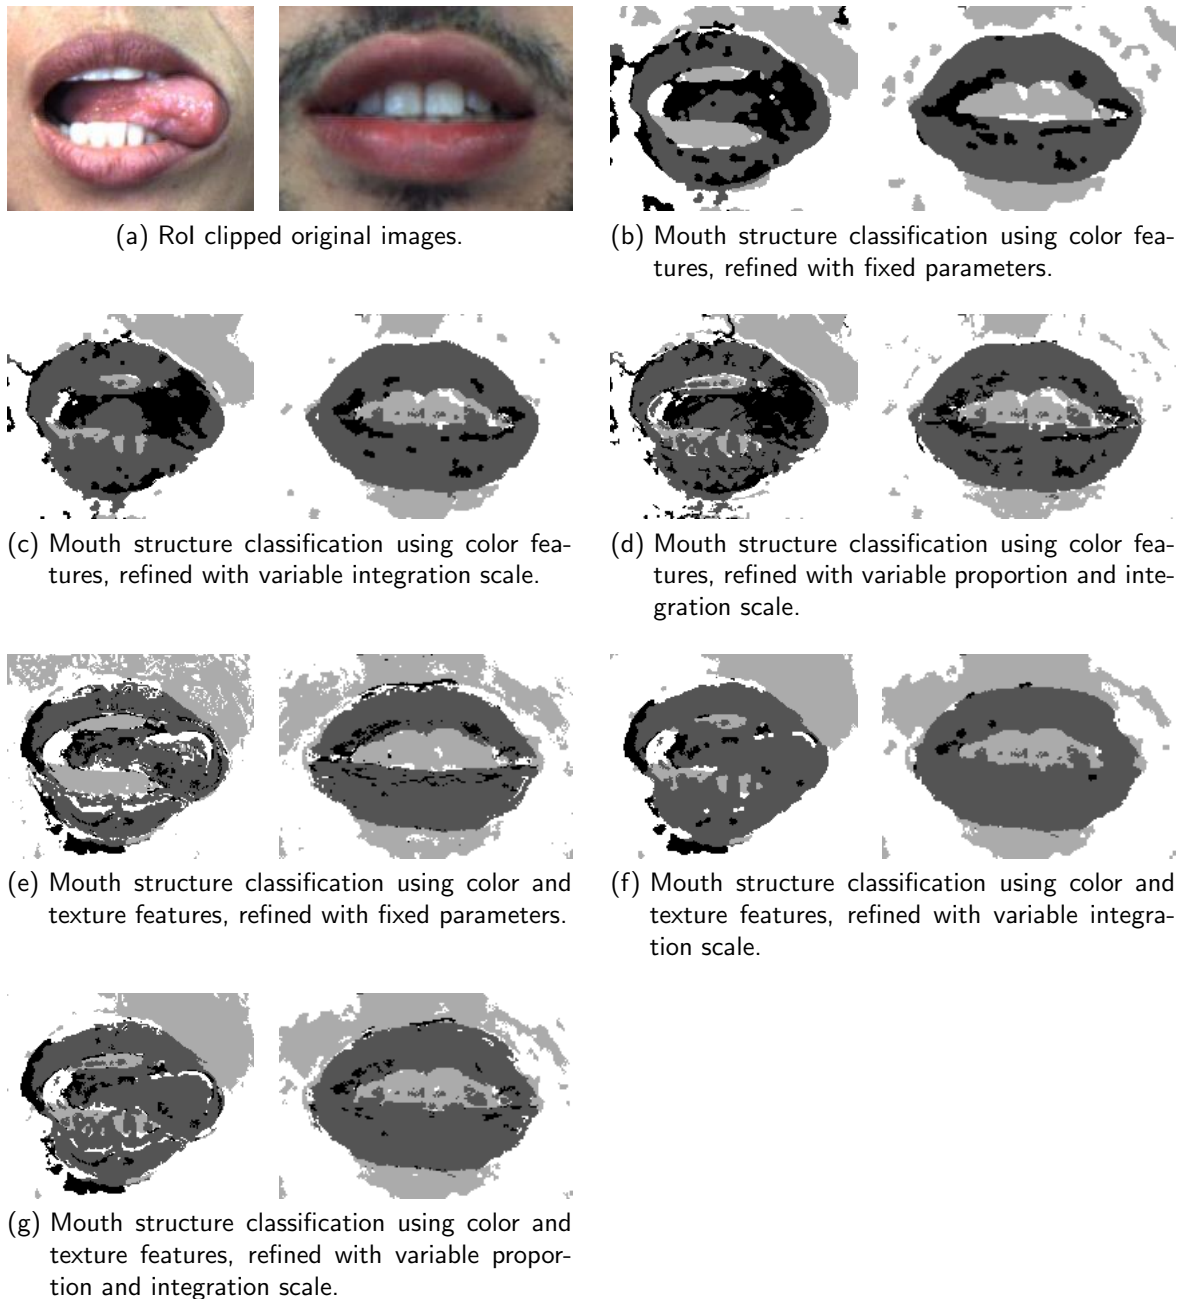 (a) RoI clipped original images.
(b) Mouth structure classification using color fea-
tures, refined with fixed parameters.
(c) Mouth structure classification using color fea-
tures, refined with variable integration scale.
(d) Mouth structure classification using color fea-
tures, refined with variable proportion and inte-
gration scale.
(e) Mouth structure classification using color and
texture features, refined with fixed parameters.
(f) Mouth structure classification using color and
texture features, refined with variable integra-
tion scale.
(g) Mouth structure classification using color and
texture features, refined with variable propor-
tion and integration scale.